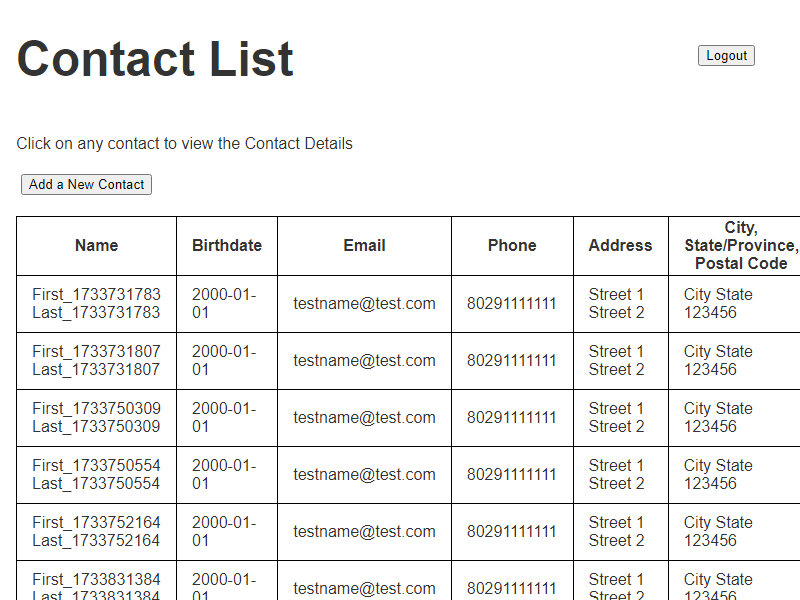 Contact List
Logout
Click on any contact to view the Contact Details
Add a New Contact
Name Birthdate Email Phone Address City, State/Province, Postal Code
First_1733731783 Last_1733731783 2000-01-01 testname@test.com 80291111111 Street 1 Street 2 City State 123456
First_1733731807 Last_1733731807 2000-01-01 testname@test.com 80291111111 Street 1 Street 2 City State 123456
First_1733750309 Last_1733750309 2000-01-01 testname@test.com 80291111111 Street 1 Street 2 City State 123456
First_1733750554 Last_1733750554 2000-01-01 testname@test.com 80291111111 Street 1 Street 2 City State 123456
First_1733752164 Last_1733752164 2000-01-01 testname@test.com 80291111111 Street 1 Street 2 City State 123456
First_1733831384 Last_1733831384 2000-01-01 testname@test.com 80291111111 Street 1 Street 2 City State 123456